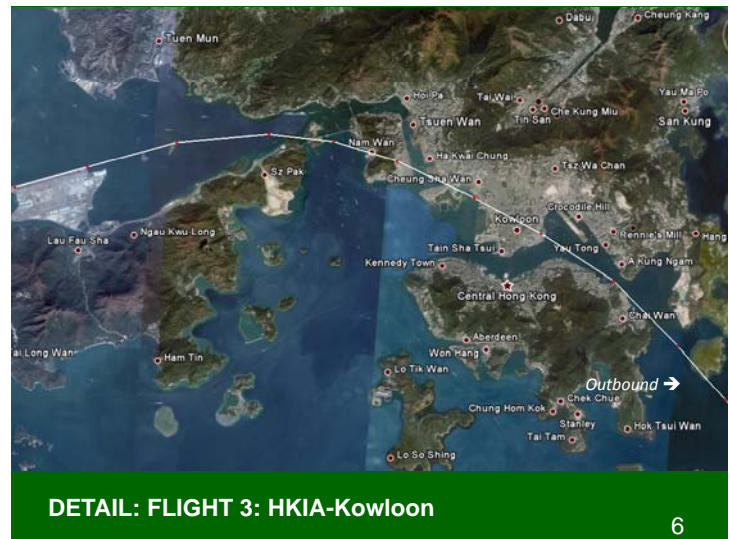 Dabu
Cheung Kang
Tuen Mun
Hoi Pa
Tai Wai
Yau Ma Po
Che Kung Miu
Tin San
Tsuen Wan
San Kung
Nam Wan
Ha Kwai Chung
Sz Pak
Tsz Wa Chan
Cheung Sha Wan
Crocodile Hill
Kowloon
Ngau Kwu Long
Rennie's Mill
Hang
Lau Fau Sha
Yau Tong
Tain Sha Tsui
Kennedy Town
A Kung Ngam
Central Hong Kong
Chai Wan
Aberdeen
ai Long Wan
Won Hang
Ham Tin
Lo Tik Wan
Outbound ➔
Chek Chue
Chung Hom Kok
Stanley
Hok Tsui Wan
Tai Tam
Lo So Shing
DETAIL: FLIGHT 3: HKIA-Kowloon
6